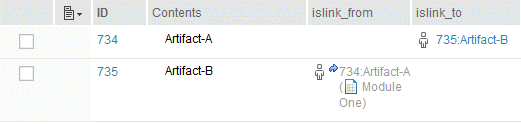 ID Contents islink_from islink_to
734 Artifact-A 735:Artifact-B
735 Artifact-B 734:Artifact-A
( Module
One)